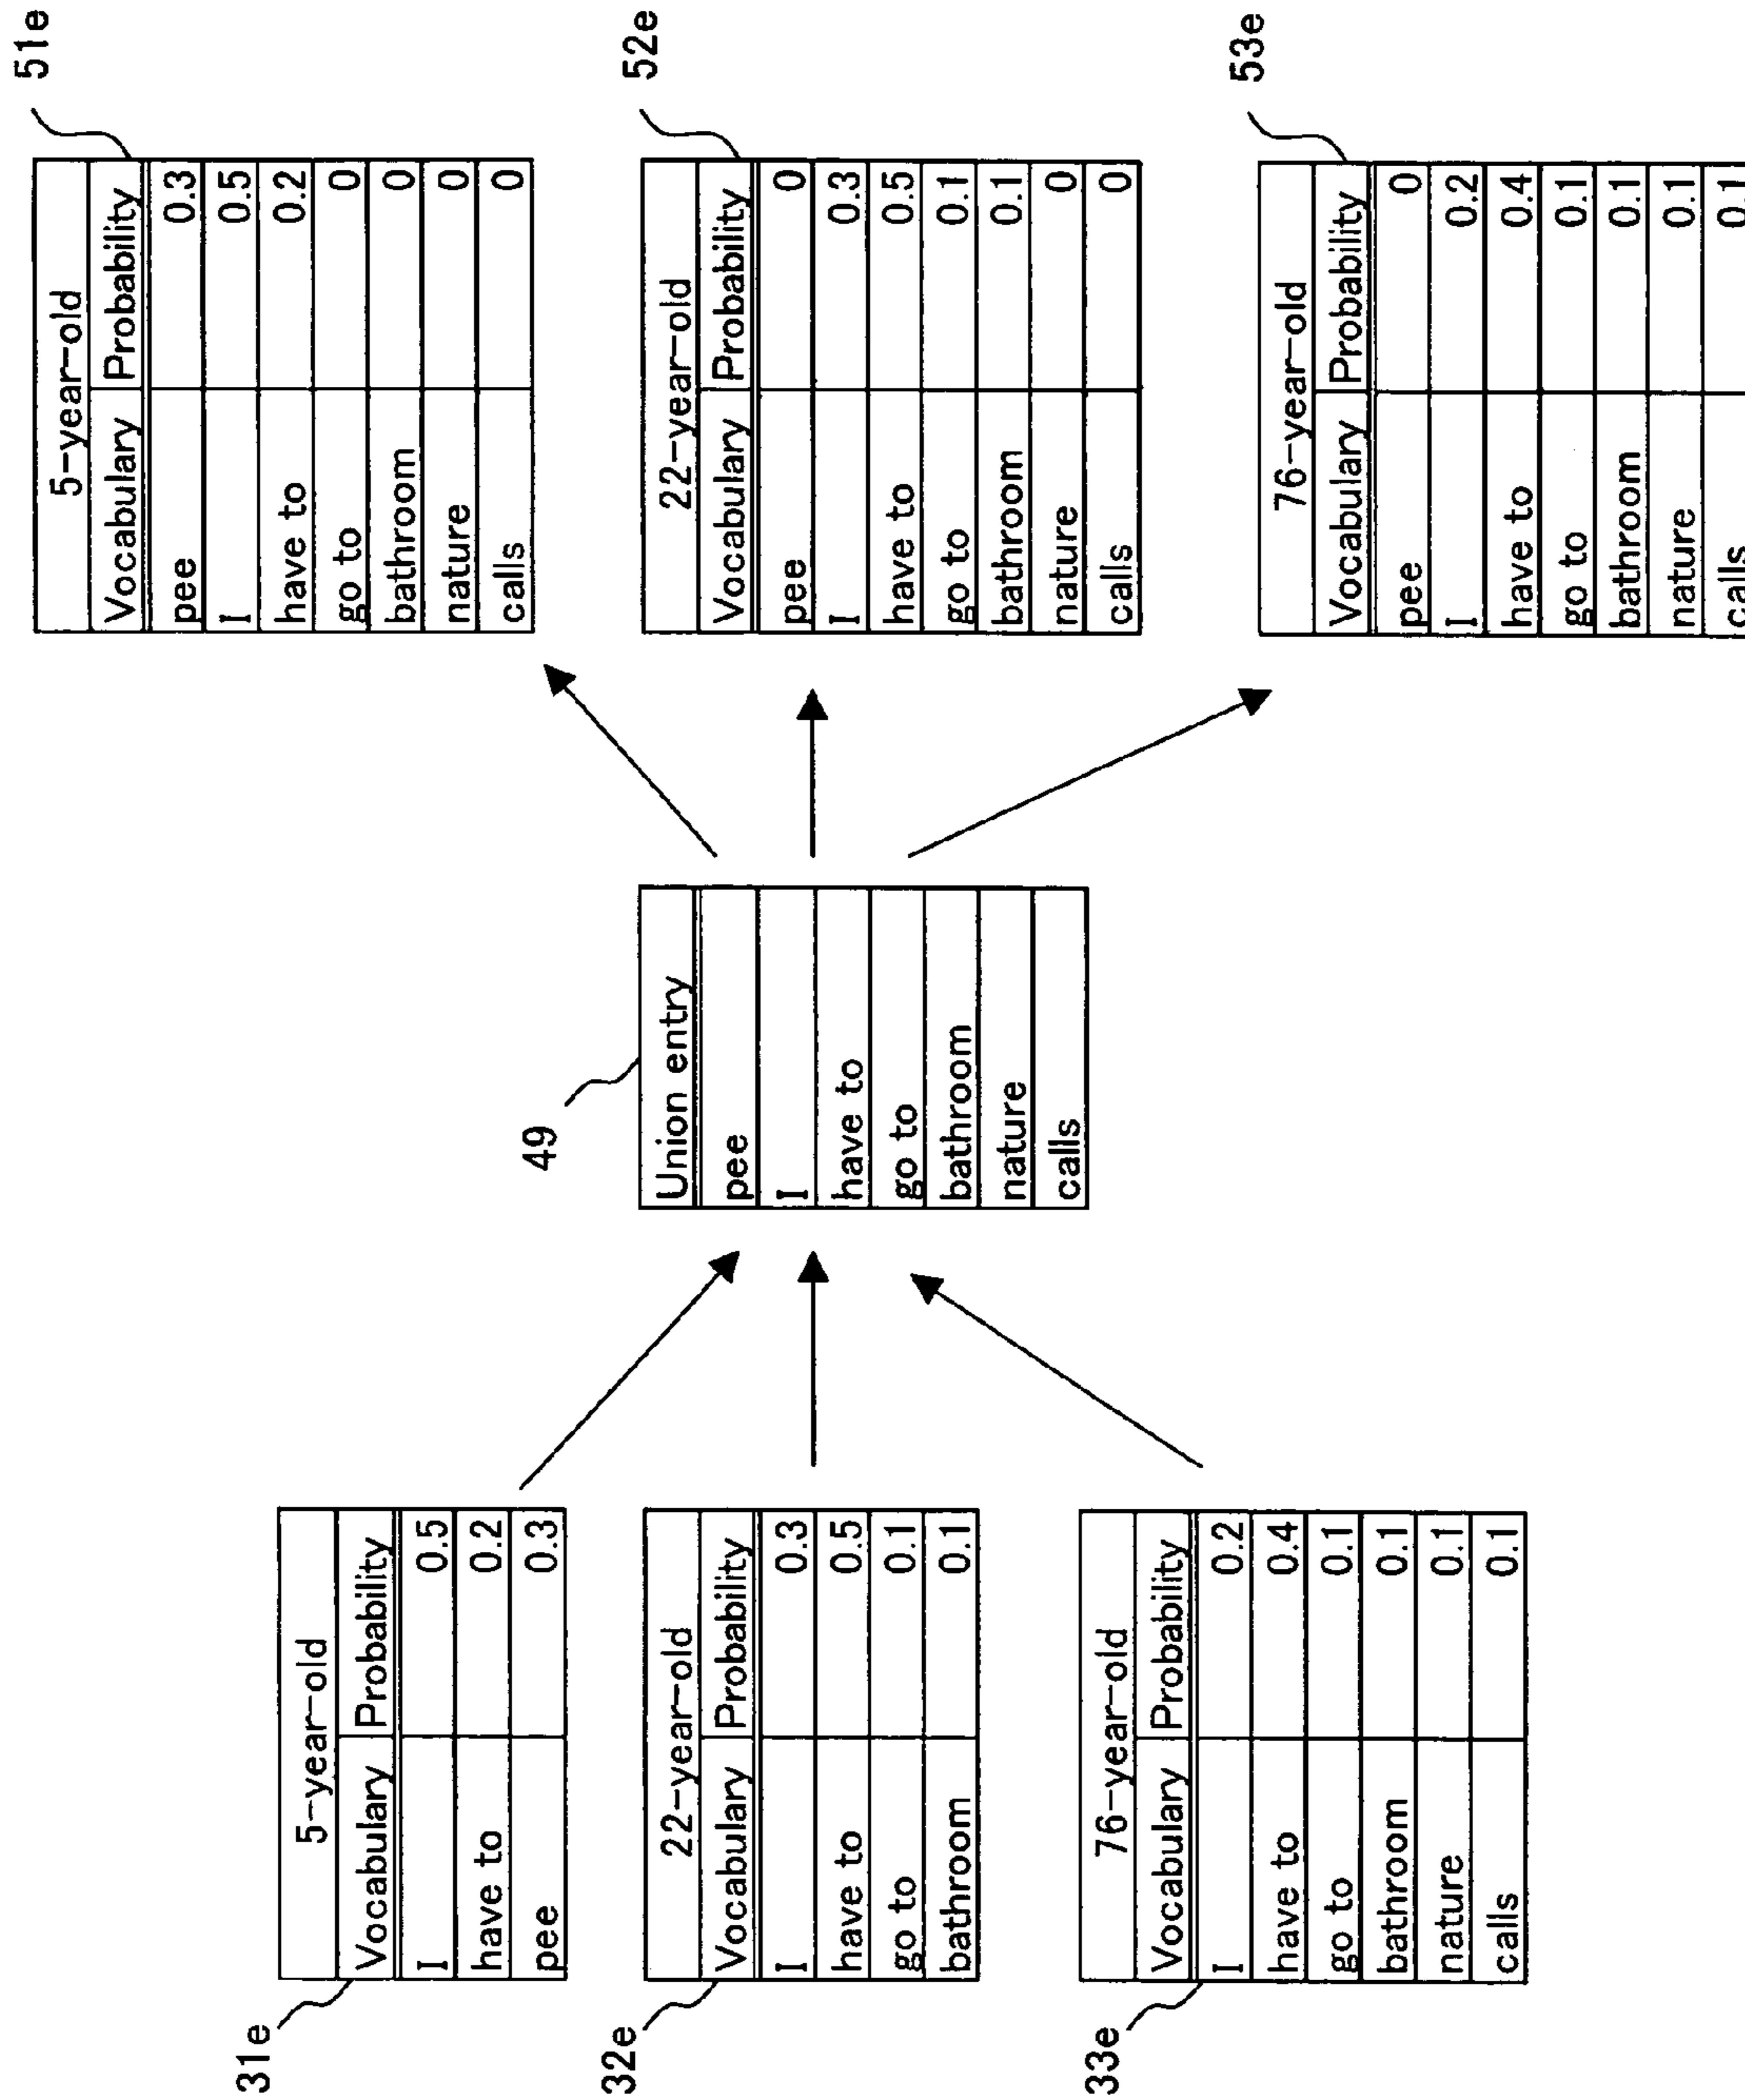 31e
5-year-old
Vocabulary Probability
I 0.5
have to 0.2
pee 0.3
32e
22-year-old
Vocabulary Probability
I 0.3
have to 0.5
go to 0.1
bathroom 0.1
33e
76-year-old
Vocabulary Probability
I 0.2
have to 0.4
go to 0.1
bathroom 0.1
nature 0.1
calls 0.1
49
Union entry
pee
I
have to
go to
bathroom
nature
calls
51e
5-year-old
Vocabulary Probability
pee 0.3
I 0.5
have to 0.2
go to 0
bathroom 0
nature 0
calls 0
52e
22-year-old
Vocabulary Probability
pee 0
I 0.3
have to 0.5
go to 0.1
bathroom 0.1
nature 0
calls 0
53e
76-year-old
Vocabulary Probability
pee 0
I 0.2
have to 0.4
go to 0.1
bathroom 0.1
nature 0.1
calls 0.1